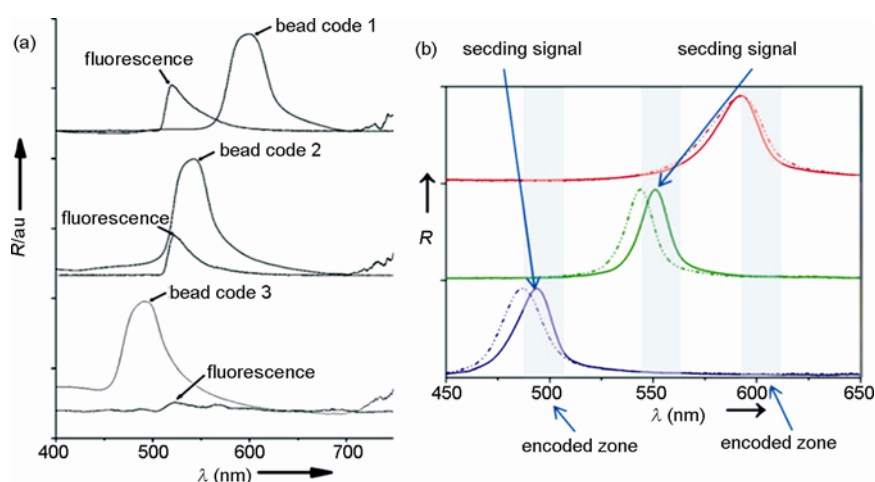 (a)
bead code 1
fluorescence
bead code 2
fluorescence
bead code 3
fluorescence
R/au
400 500 600 700
λ (nm)
(b)
secding signal secding signal
R
450 500 550 600 650
λ (nm)
encoded zone encoded zone